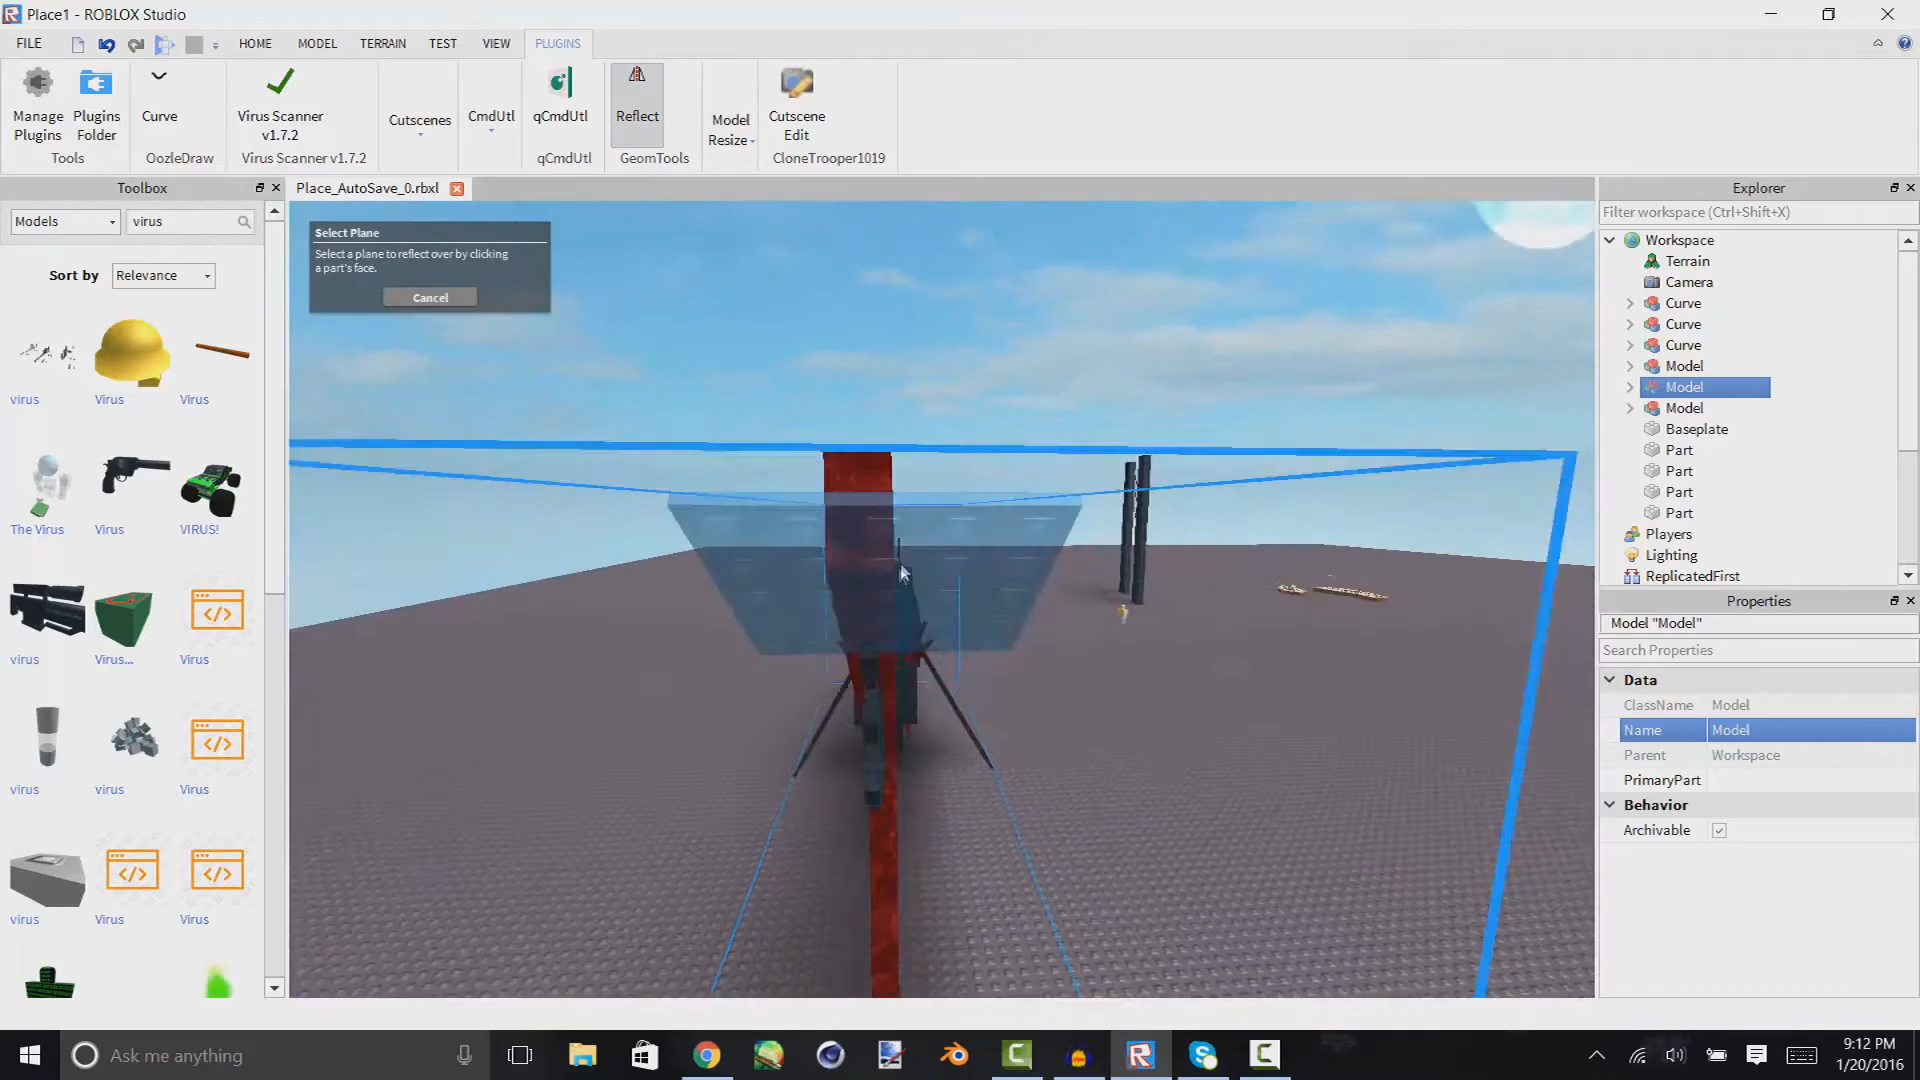 Place1 - ROBLOX Studio
FILE
HOME
MODEL
TERRAIN
TEST
VIEW
PLUGINS
Manage
Plugins
Plugins
Folder
Tools
Curve
OozleDraw
Virus Scanner
v1.7.2
Virus Scanner v1.7.2
Cutscenes
CmdUtl
qCmdUtl
qCmdUtl
Reflect
GeomTools
Model
Resize
Cutscene
Edit
CloneTrooper1019
Toolbox
Place_AutoSave_0.rbxl
Models
virus
Sort by
Relevance
virus
Virus
Virus
The Virus
Virus
VIRUS!
virus
Virus...
Virus
virus
virus
Virus
virus
Virus
Virus
Select Plane
Select a plane to reflect over by clicking
a part's face.
Cancel
Explorer
Filter workspace (Ctrl+Shift+X)
Workspace
Terrain
Camera
Curve
Curve
Curve
Model
Model
Model
Baseplate
Part
Part
Part
Part
Players
Lighting
ReplicatedFirst
Properties
Model "Model"
Search Properties
Data
ClassName Model
Name Model
Parent Workspace
PrimaryPart
Behavior
Archivable
Ask me anything
9:12 PM
1/20/2016